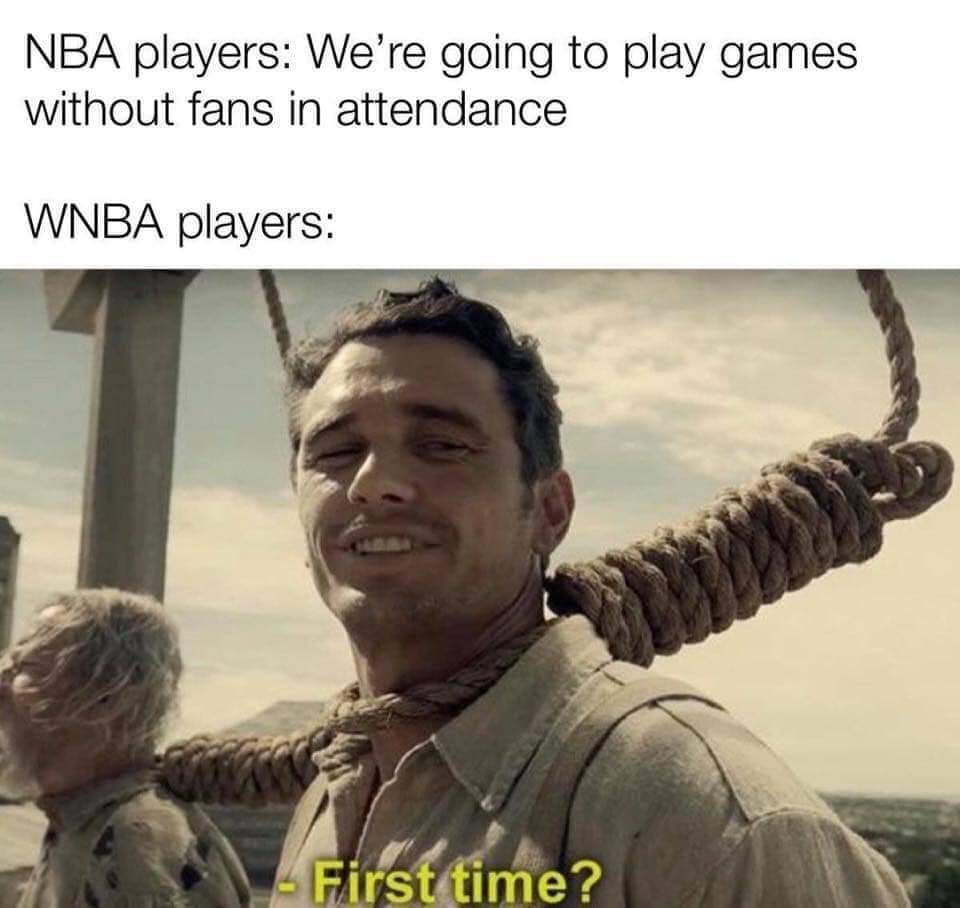 NBA players: We’re going to play games
without fans in attendance
WNBA players:
- First time?